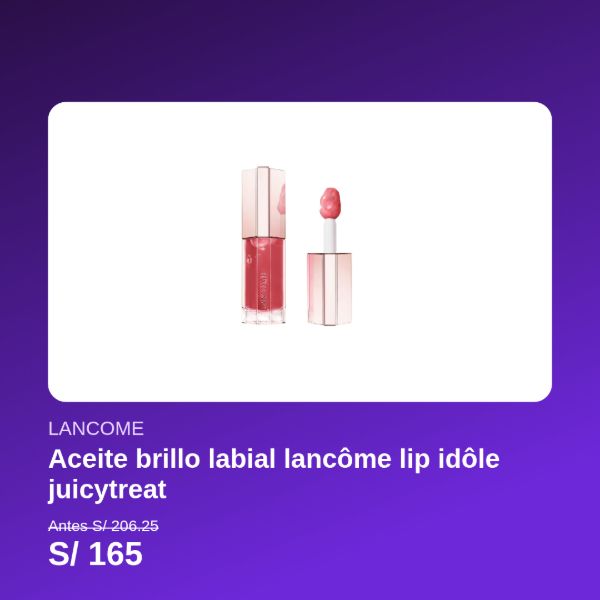 LANCOME
Aceite brillo labial lancôme lip idôle
juicytreat
Antes S/ 206.25
S/ 165